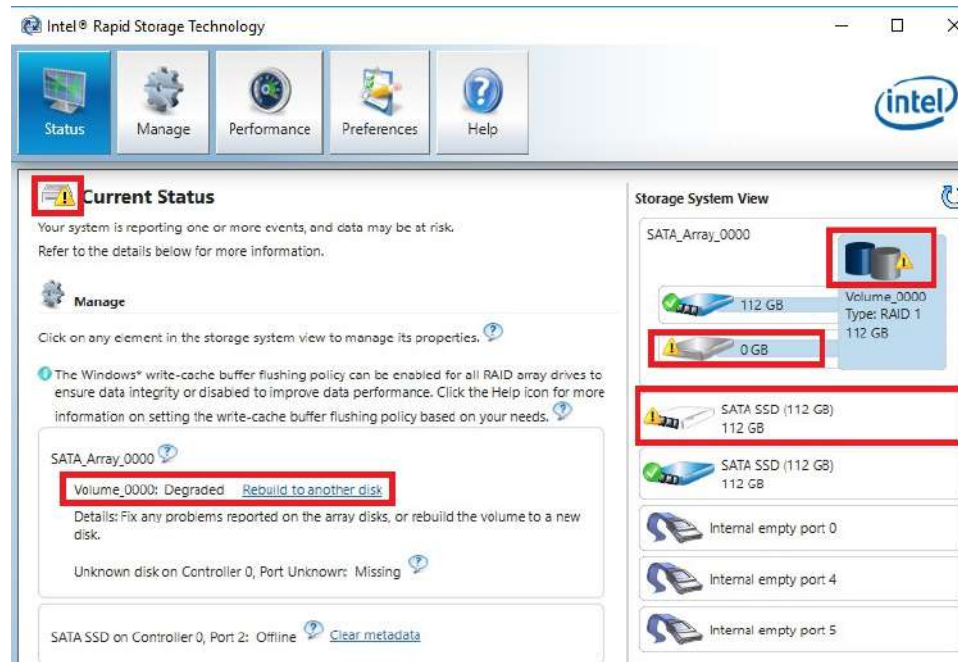 Intel® Rapid Storage Technology
Status
Manage
Performance
Preferences
Help
intel
Current Status
Your system is reporting one or more events, and data may be at risk.
Refer to the details below for more information.
Manage
Click on any element in the storage system view to manage its properties.
The Windows* write-cache buffer flushing policy can be enabled for all RAID array drives to
ensure data integrity or disabled to improve data performance. Click the Help icon for more
information on setting the write-cache buffer flushing policy based on your needs.
SATA_Array_0000
Volume_0000: Degraded Rebuild to another disk
Details: Fix any problems reported on the array disks, or rebuild the volume to a new
disk.
Unknown disk on Controller 0, Port Unknown: Missing
SATA SSD on Controller 0, Port 2: Offline Clear metadata
Storage System View
SATA_Array_0000
112 GB
0 GB
Volume_0000
Type: RAID 1
112 GB
SATA SSD (112 GB)
112 GB
SATA SSD (112 GB)
112 GB
Internal empty port 0
Internal empty port 4
Internal empty port 5